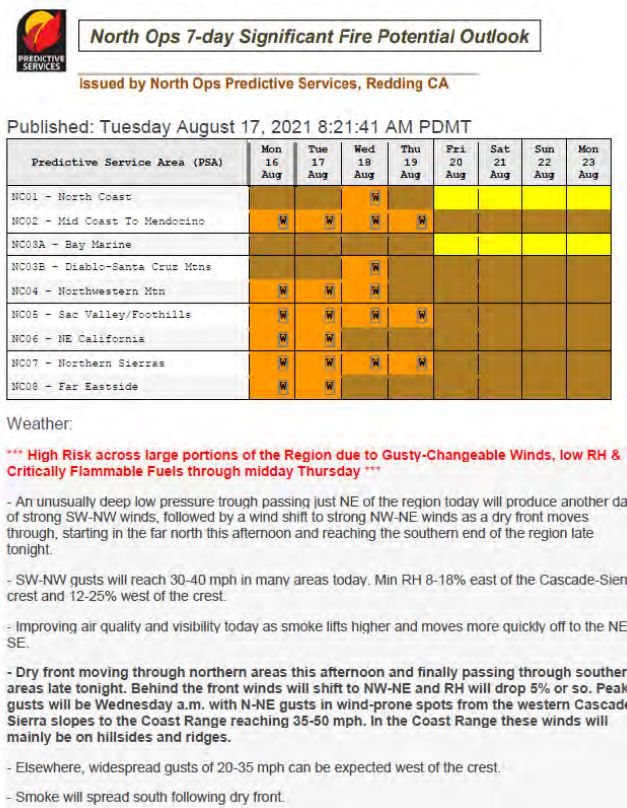 PREDICTIVE
SERVICES
North Ops 7-day Significant Fire Potential Outlook
Issued by North Ops Predictive Services, Redding CA
Published: Tuesday August 17, 2021 8:21:41 AM PDMT
Predictive Service Area (PSA) Mon 16 Aug Tue 17 Aug Wed 18 Aug Thu 19 Aug Fri 20 Aug Sat 21 Aug Sun 22 Aug Mon 23 Aug
NC01 - North Coast W
NC02 - Mid Coast To Mendocino W W W W
NC03A - Bay Marine
NC03B - Diablo-Santa Cruz Mtns W
NC04 - Northwestern Mtn W W W
NC05 - Sac Valley/Foothills W W W W
NC06 - NE California W W
NC07 - Northern Sierras W W W W
NC08 - Far Eastside W W
Weather:
*** High Risk across large portions of the Region due to Gusty-Changeable Winds, low RH &
Critically Flammable Fuels through midday Thursday ***
- An unusually deep low pressure trough passing just NE of the region today will produce another da
of strong SW-NW winds, followed by a wind shift to strong NW-NE winds as a dry front moves
through, starting in the far north this afternoon and reaching the southern end of the region late
tonight.
- SW-NW gusts will reach 30-40 mph in many areas today. Min RH 8-18% east of the Cascade-Sierr
crest and 12-25% west of the crest.
- Improving air quality and visibility today as smoke lifts higher and moves more quickly off to the NE
SE.
- Dry front moving through northern areas this afternoon and finally passing through souther
areas late tonight. Behind the front winds will shift to NW-NE and RH will drop 5% or so. Peak
gusts will be Wednesday a.m. with N-NE gusts in wind-prone spots from the western Cascad
Sierra slopes to the Coast Range reaching 35-50 mph. In the Coast Range these winds will
mainly be on hillsides and ridges.
- Elsewhere, widespread gusts of 20-35 mph can be expected west of the crest.
- Smoke will spread south following dry front.